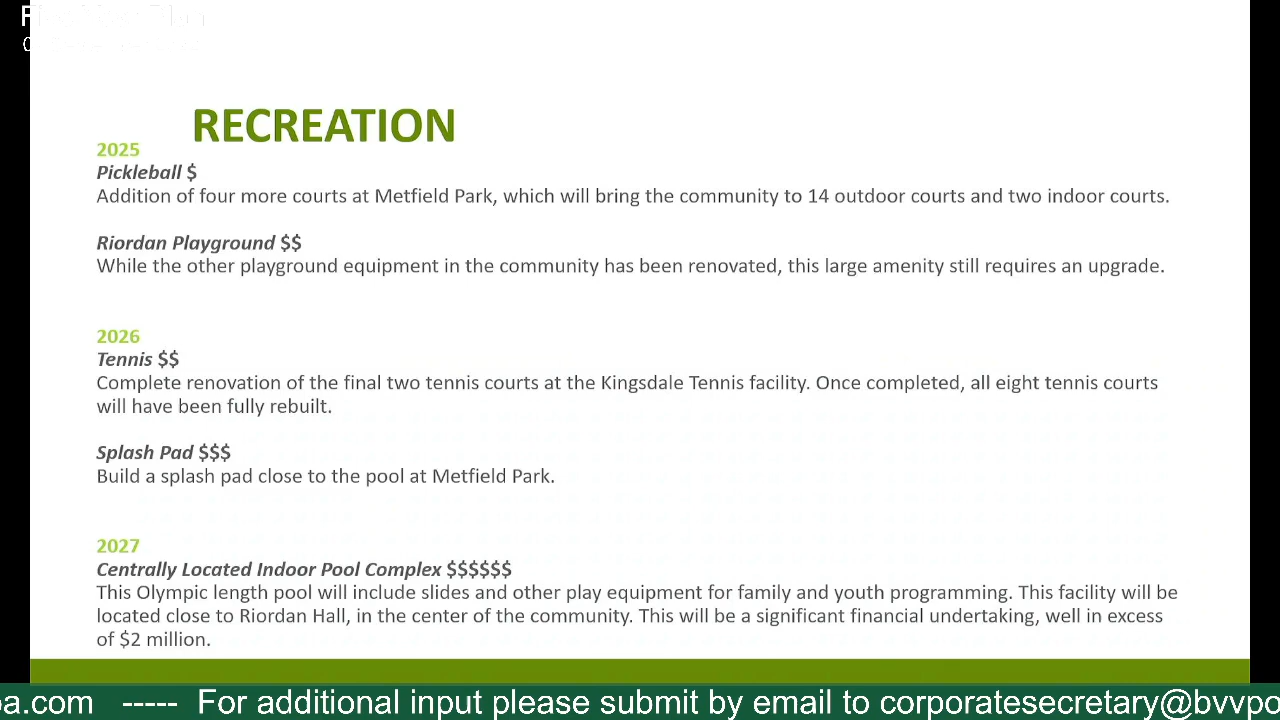 RECREATION
2025
Pickleball $
Addition of four more courts at Metfield Park, which will bring the community to 14 outdoor courts and two indoor courts.
Riordan Playground $$
While the other playground equipment in the community has been renovated, this large amenity still requires an upgrade.
2026
Tennis $$
Complete renovation of the final two tennis courts at the Kingsdale Tennis facility. Once completed, all eight tennis courts
will have been fully rebuilt.
Splash Pad $$$
Build a splash pad close to the pool at Metfield Park.
2027
Centrally Located Indoor Pool Complex $$$$$$
This Olympic length pool will include slides and other play equipment for family and youth programming. This facility will be
located close to Riordan Hall, in the center of the community. This will be a significant financial undertaking, well in excess
of $2 million.
oa.com ----- For additional input please submit by email to corporatesecretary@bvvpo